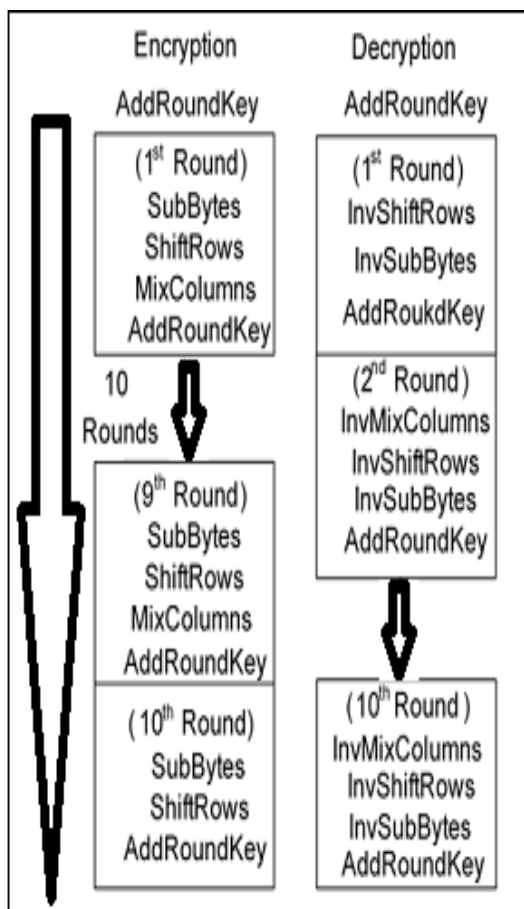 Encryption
AddRoundKey
(1st Round)
SubBytes
ShiftRows
MixColumns
AddRoundKey
10
Rounds
(9th Round)
SubBytes
ShiftRows
MixColumns
AddRoundKey
(10th Round)
SubBytes
ShiftRows
AddRoundKey
Decryption
AddRoundKey
(1st Round)
InvShiftRows
InvSubBytes
AddRoukdKey
(2nd Round)
InvMixColumns
InvShiftRows
InvSubBytes
AddRoundKey
(10th Round)
InvMixColumns
InvShiftRows
InvSubBytes
AddRoundKey